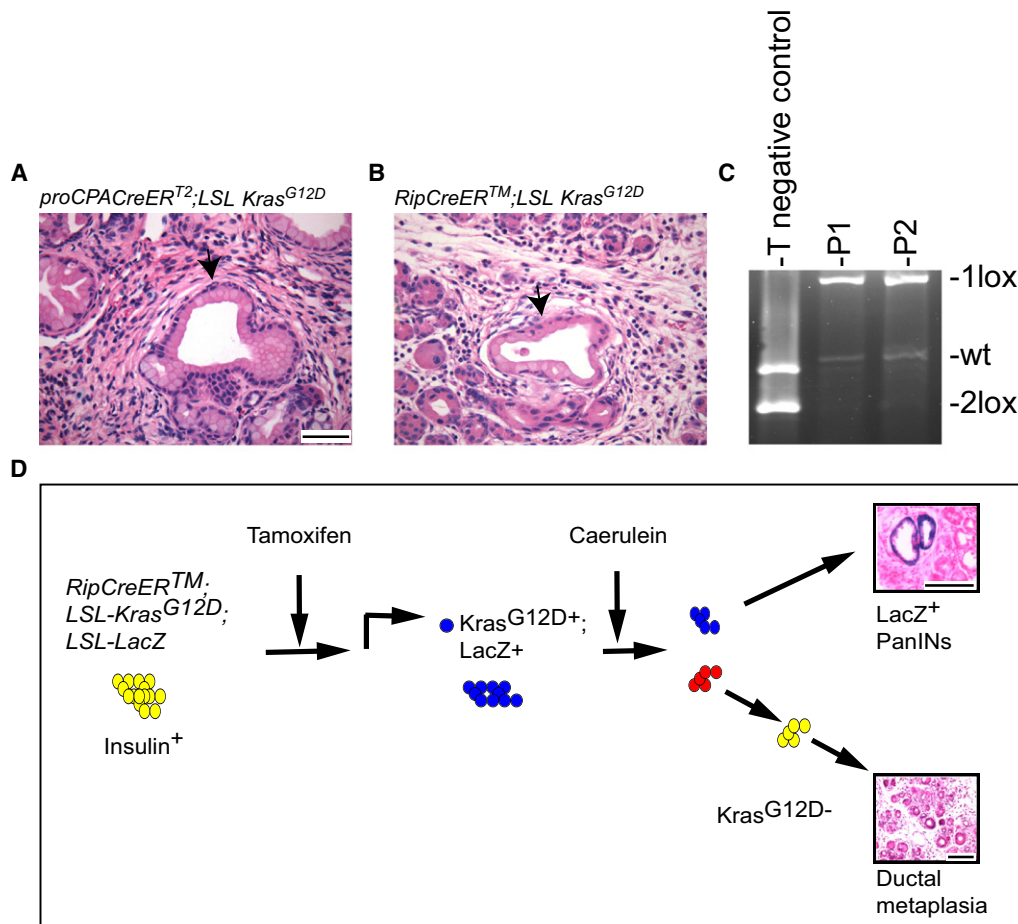 A
proCPACreER^T2;LSL Kras^G12D
B
RipCreER^TM;LSL Kras^G12D
C
- T negative control
-P1
-P2
-1lox
-wt
-2lox
D
Tamoxifen
Caerulein
RipCreER^TM;
LSL-Kras^G12D;
LSL-LacZ
Insulin^+
Kras^G12D+;
LacZ+
LacZ^+
PanINs
Kras^G12D-
Ductal
metaplasia